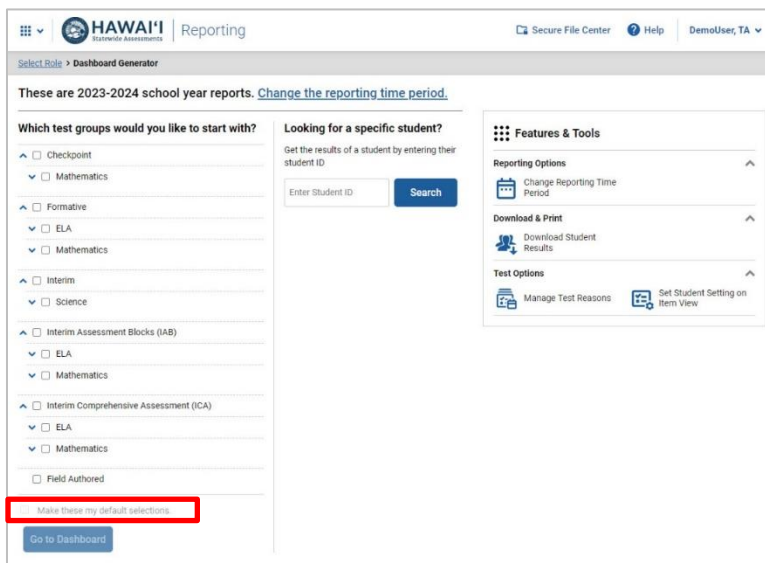 HAWAIʻI
Statewide Assessments
Reporting
Secure File Center
Help
DemoUser, TA
Select Role > Dashboard Generator
These are 2023-2024 school year reports. Change the reporting time period.
Which test groups would you like to start with?
Checkpoint
Mathematics
Formative
ELA
Mathematics
Interim
Science
Interim Assessment Blocks (IAB)
ELA
Mathematics
Interim Comprehensive Assessment (ICA)
ELA
Mathematics
Field Authored
Make these my default selections.
Go to Dashboard
Looking for a specific student?
Get the results of a student by entering their
student ID
Enter Student ID
Search
Features & Tools
Reporting Options
Change Reporting Time
Period
Download & Print
Download Student
Results
Test Options
Manage Test Reasons
Set Student Setting on
Item View